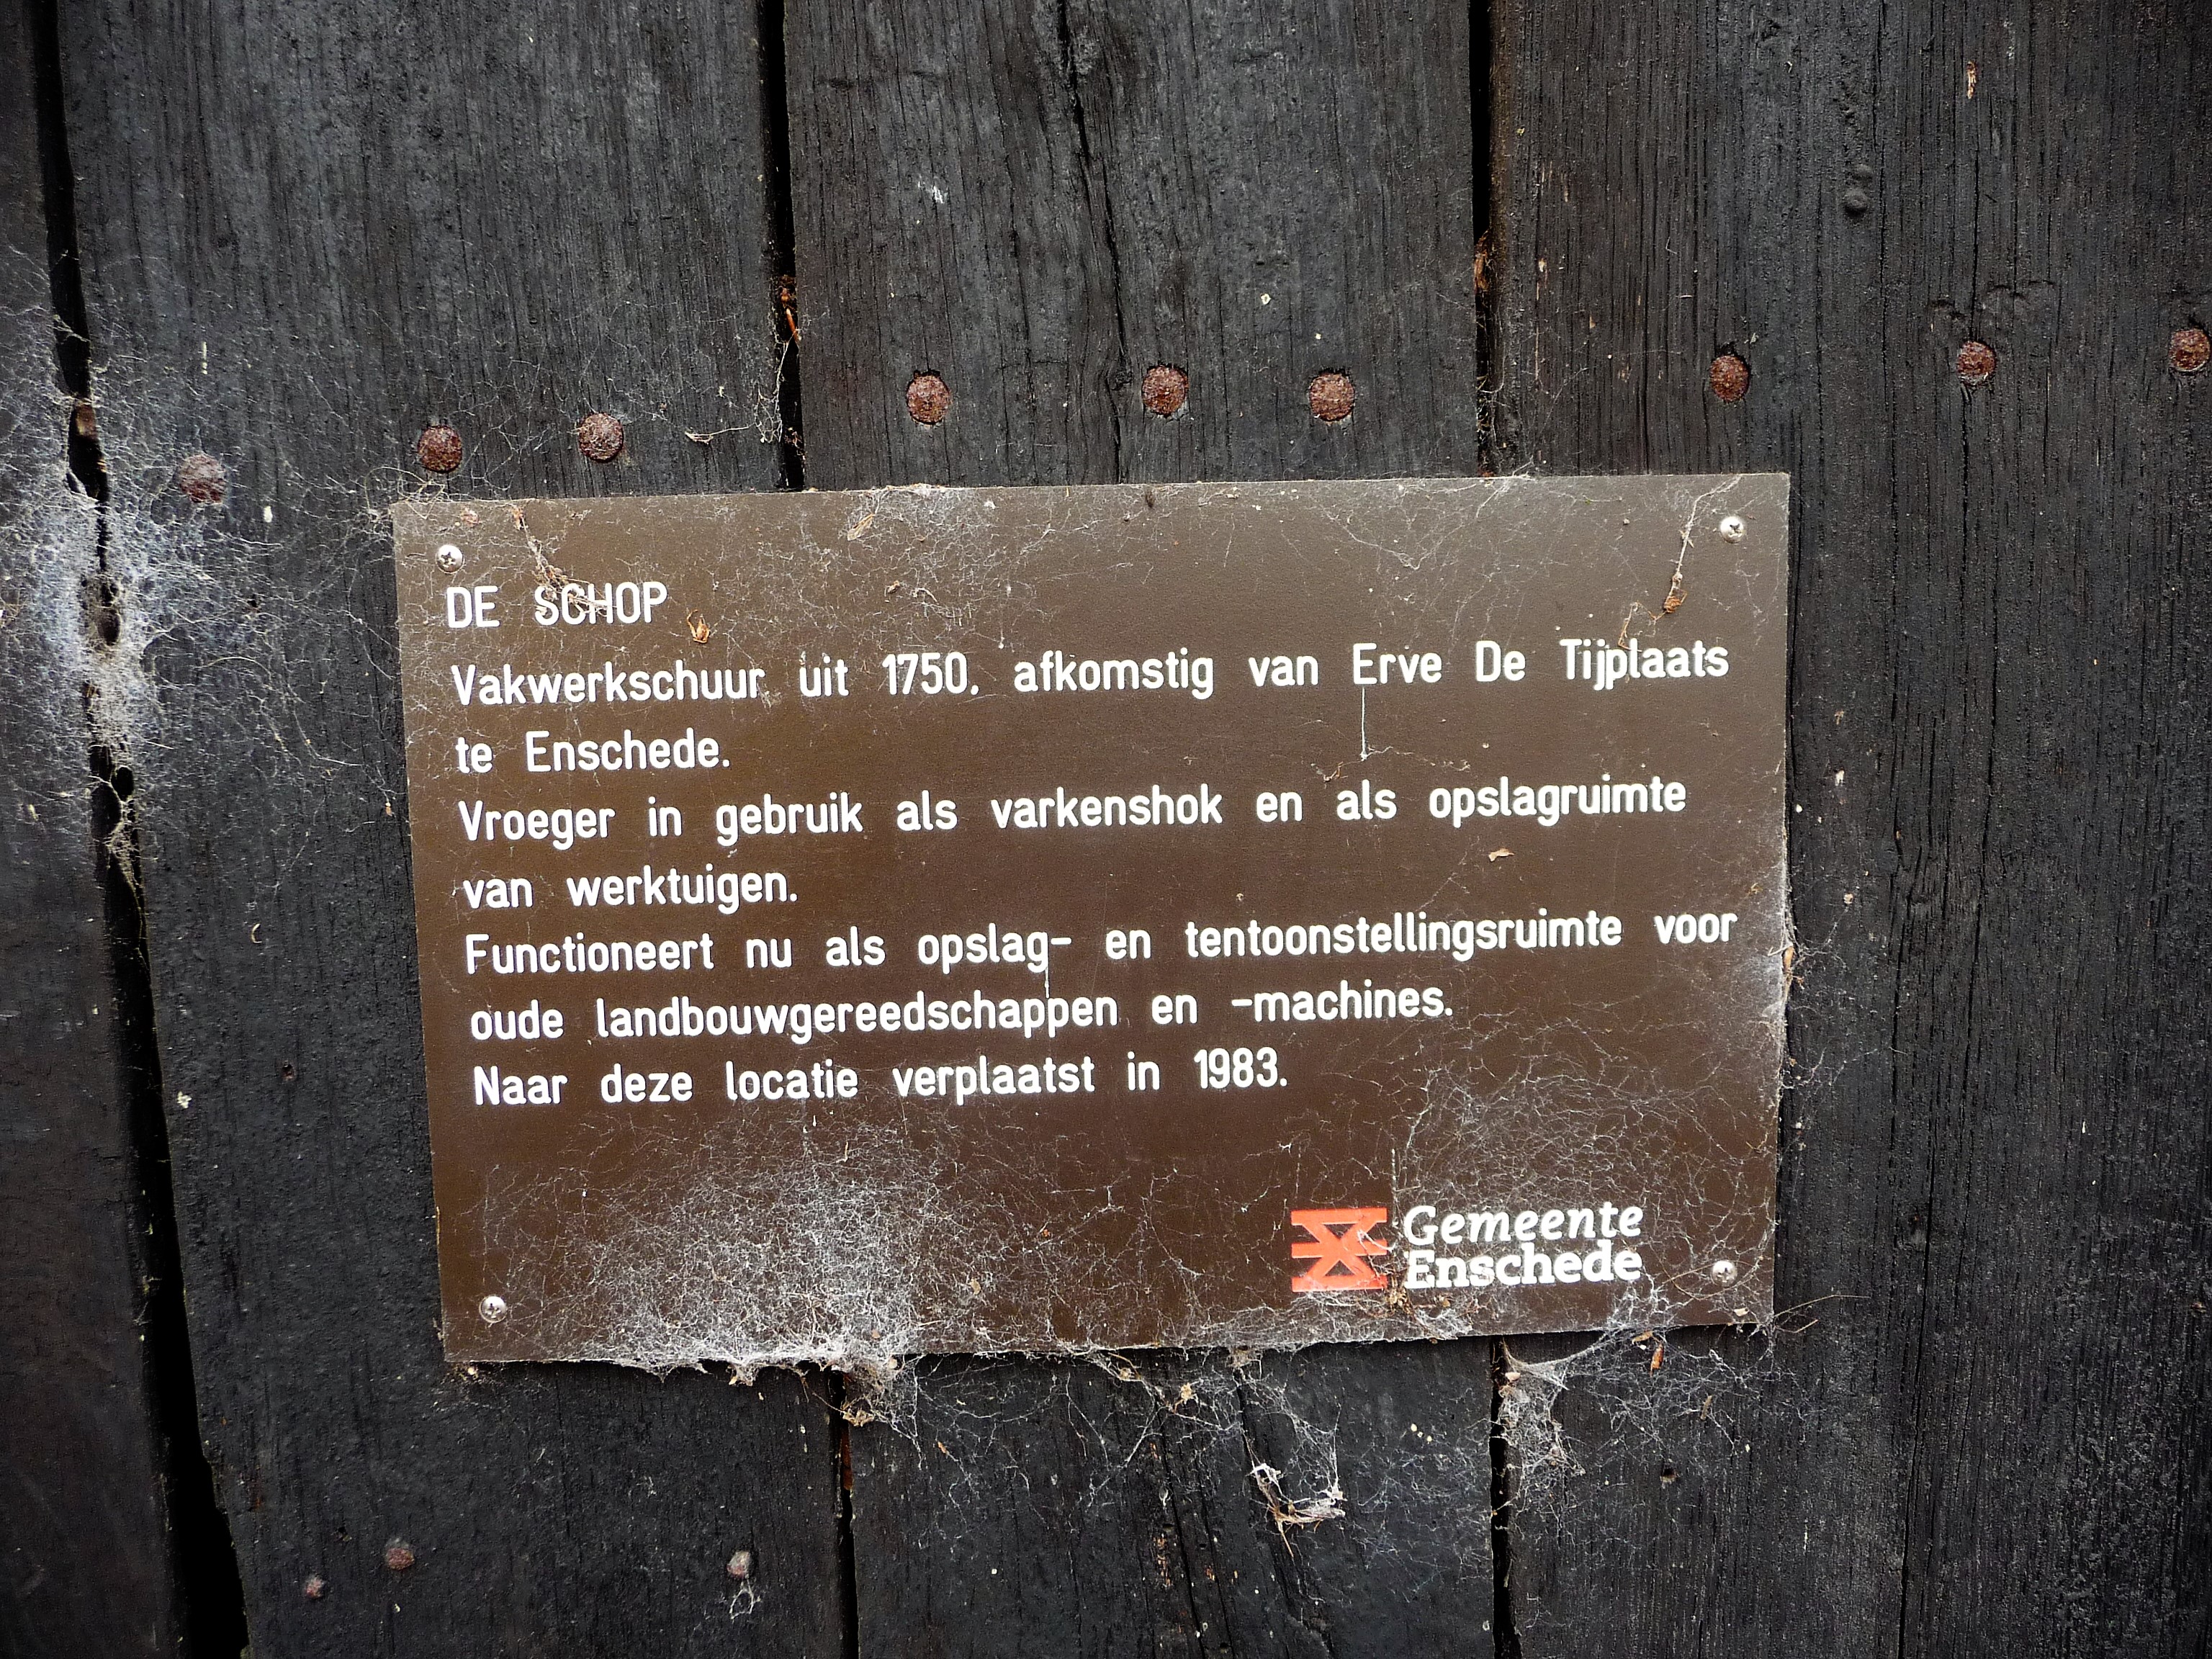 DE SCHOP
Vakwerkschuur uit 1750, afkomstig van Erve De Tijplaats
te Enschede.
Vroeger in gebruik als varkenshok en als opslagruimte
van werktuigen.
Functioneert nu als opslag- en tentoonstellingsruimte voor
oude landbouwgereedschappen en -machines.
Naar deze locatie verplaatst in 1983.
Gemeente
Enschede